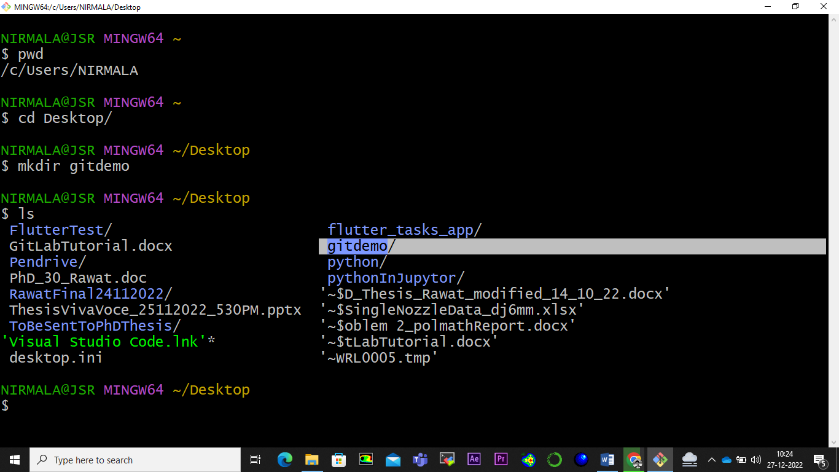 MINGW64:/c/Users/NIRMALA/Desktop
NIRMALA@JSR MINGW64 ~
$ pwd
/c/Users/NIRMALA
NIRMALA@JSR MINGW64 ~
$ cd Desktop/
NIRMALA@JSR MINGW64 ~/Desktop
$ mkdir gitdemo
NIRMALA@JSR MINGW64 ~/Desktop
$ ls
FlutterTest/ flutter_tasks_app/
GitLabTutorial.docx gitdemo/
Pendrive/ python/
PhD_30_Rawat.doc pythonInJupytor/
RawatFinal24112022/ '~$D_Thesis_Rawat_modified_14_10_22.docx'
ThesisVivaVoce_25112022_530PM.pptx '~$SingleNozzleData_dj6mm.xlsx'
ToBeSentToPhDThesis/ '~$oblem 2_polmathReport.docx'
'Visual Studio Code.lnk'* '~$tLabTutorial.docx'
desktop.ini '~WRL0005.tmp'
NIRMALA@JSR MINGW64 ~/Desktop
$
Type here to search
Ae
Pr
10:24
27-12-2022